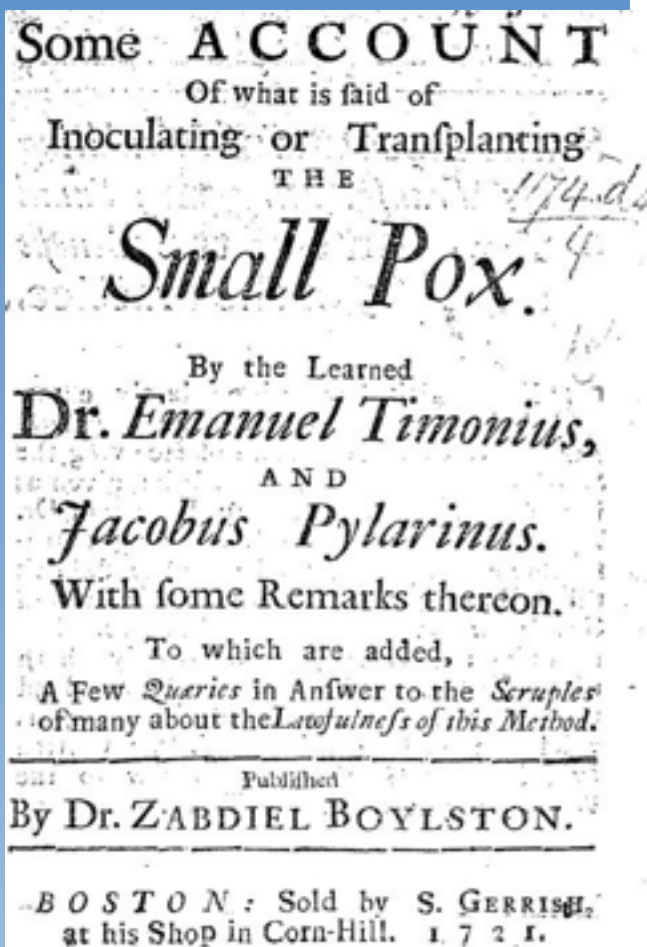 Some ACCOUNT
Of what is ſaid of
Inoculating or Tranſplanting
THE
Small Pox.
1174.d
4
By the Learned
Dr. Emanuel Timonius,
AND
Jacobus Pylarinus.
With ſome Remarks thereon.
To which are added,
A Few Quæries in Anſwer to the Scruples
of many about the Lawfulneſs of this Method.
Publiſhed
By Dr. ZABDIEL BOYLSTON.
BOSTON: Sold by S. GERRISH,
at his Shop in Corn-Hill. 1721.